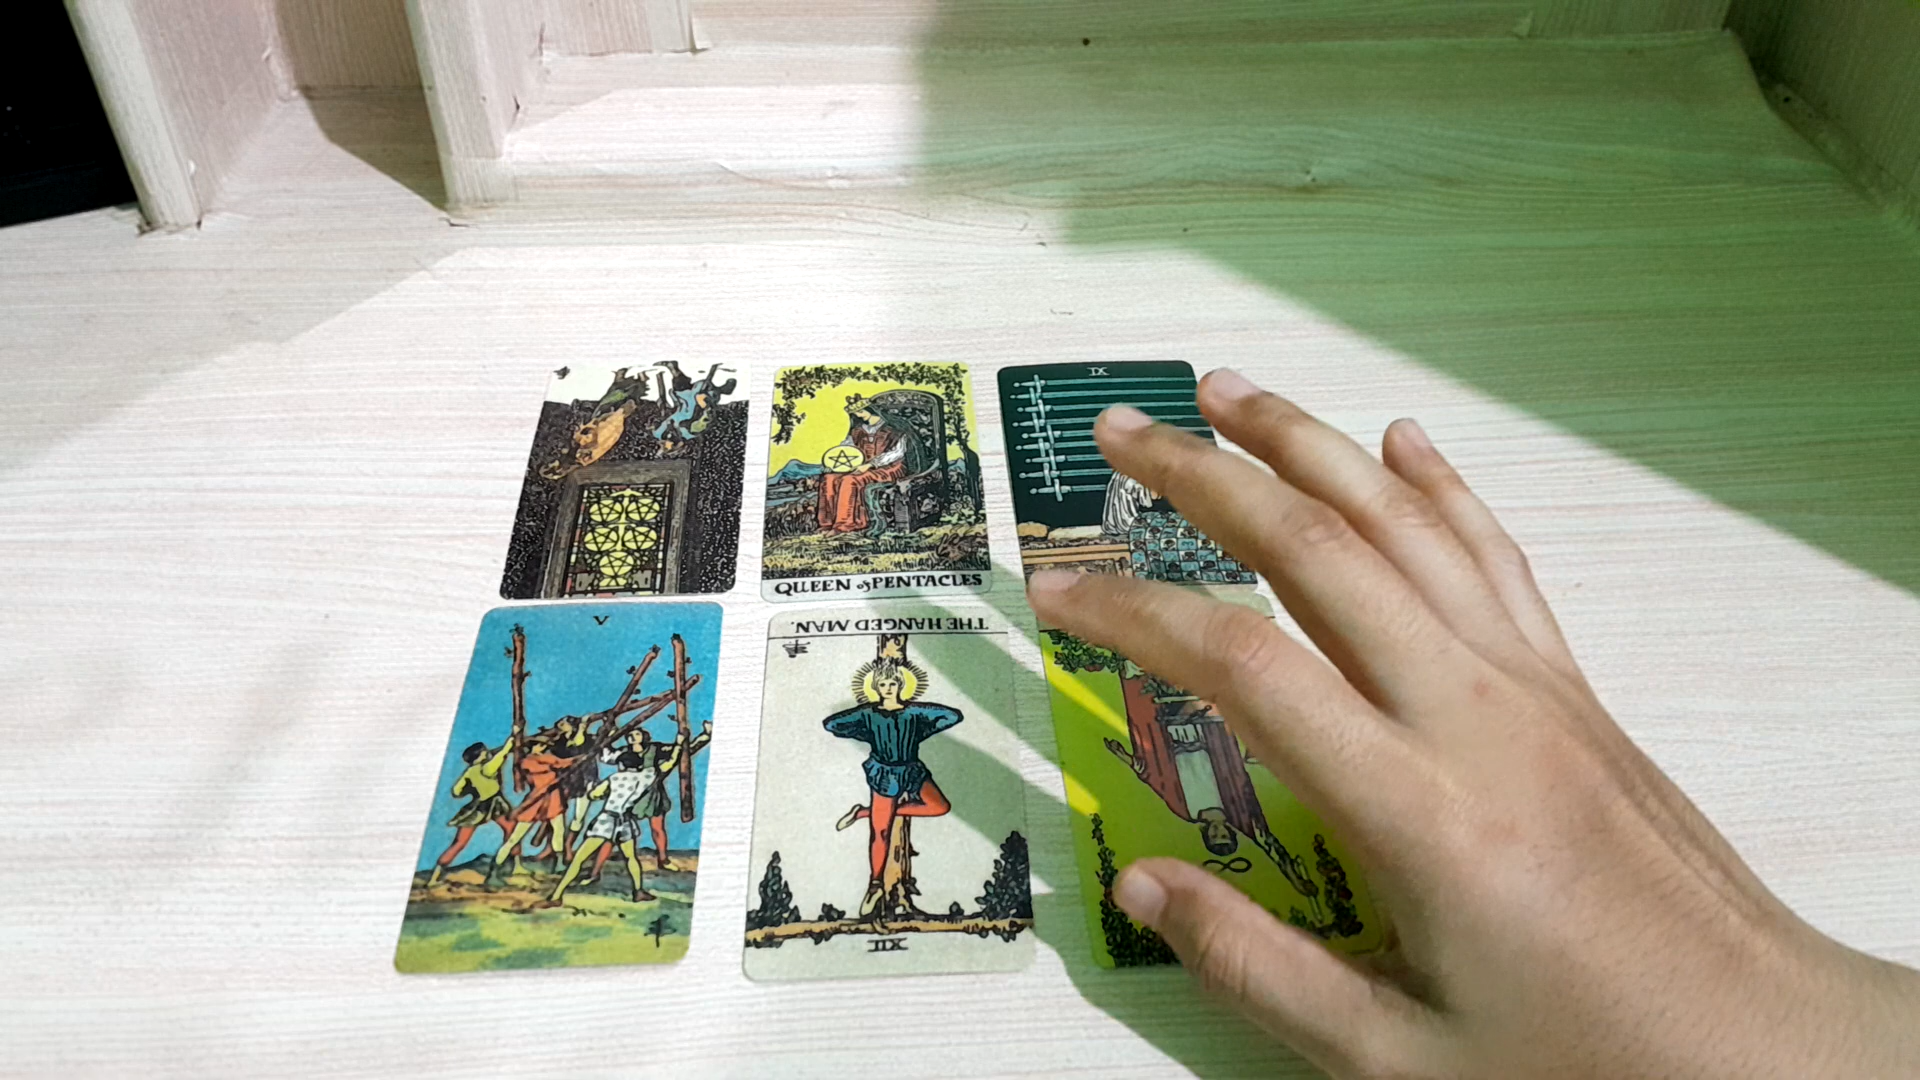 QUEEN of PENTACLES
IX
V
THE HANGED MAN.
XII